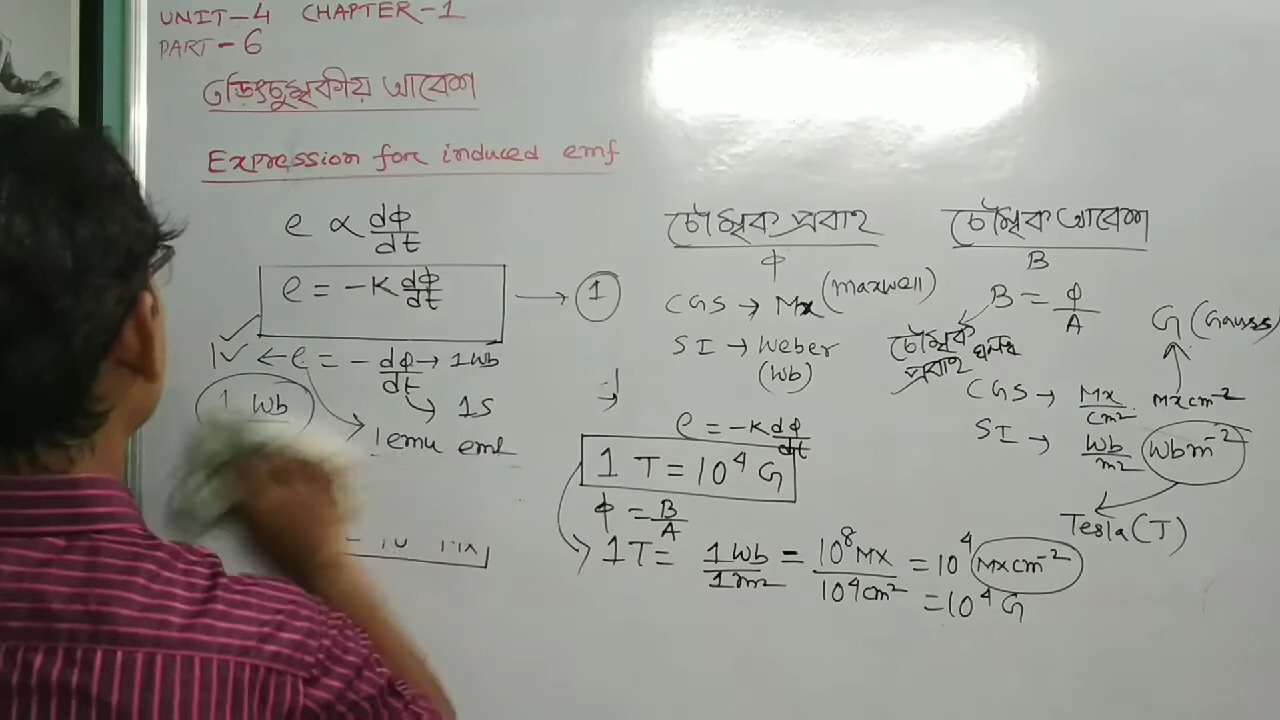 UNIT-4 CHAPTER-1
PART-6
তড়িৎচুম্বকীয় আবেশ
Expression for induced emf
e ∝ dφ/dt
e = -K dφ/dt → 1
1V ← e = - dφ/dt → 1Wb
→ 1S
1 Wb
1emu emf
চৌম্বক প্রবাহ
φ
CGS → Mx (maxwell)
SI → Weber
(Wb)
e = -K dφ/dt
1 T = 10⁴ G
φ = B/A
1T = 1Wb/1m² = 10⁸ Mx/10⁴cm² = 10⁴ Mxcm⁻²
= 10⁴ G
চৌম্বক আবেশ
B
B = φ/A
G (Gauss)
চৌম্বক
প্রবাহ
CGS → Mx/cm² Mxcm⁻²
SI → Wb/m² Wbm⁻²
Tesla(T)